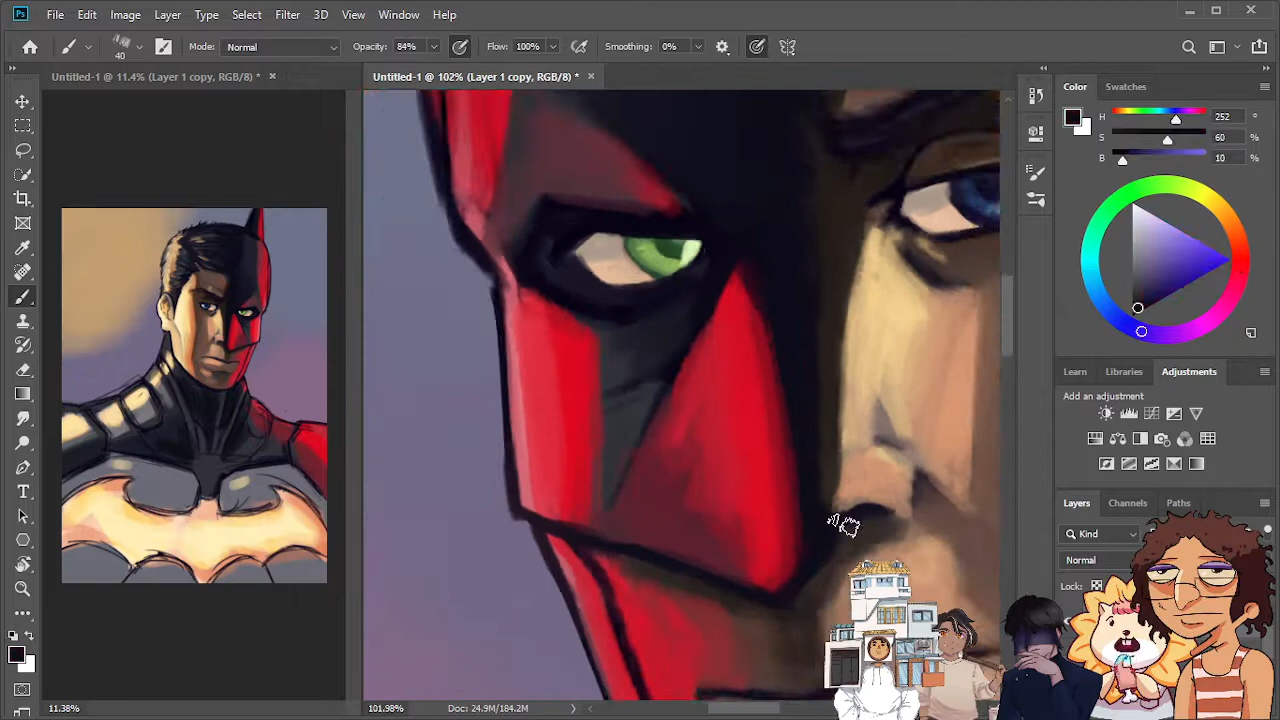 Ps File Edit Image Layer Type Select Filter 3D View Window Help
40 Mode: Normal Opacity: 84% Flow: 100% Smoothing: 0%
Untitled-1 @ 11.4% (Layer 1 copy, RGB/8) * Untitled-1 @ 102% (Layer 1 copy, RGB/8) *
Color Swatches
H 252 °
S 60 %
B 10 %
Learn Libraries Adjustments
Add an adjustment
Layers Channels Paths
Kind
Normal
Lock:
11.38% 101.98% Doc: 24.9M/184.2M